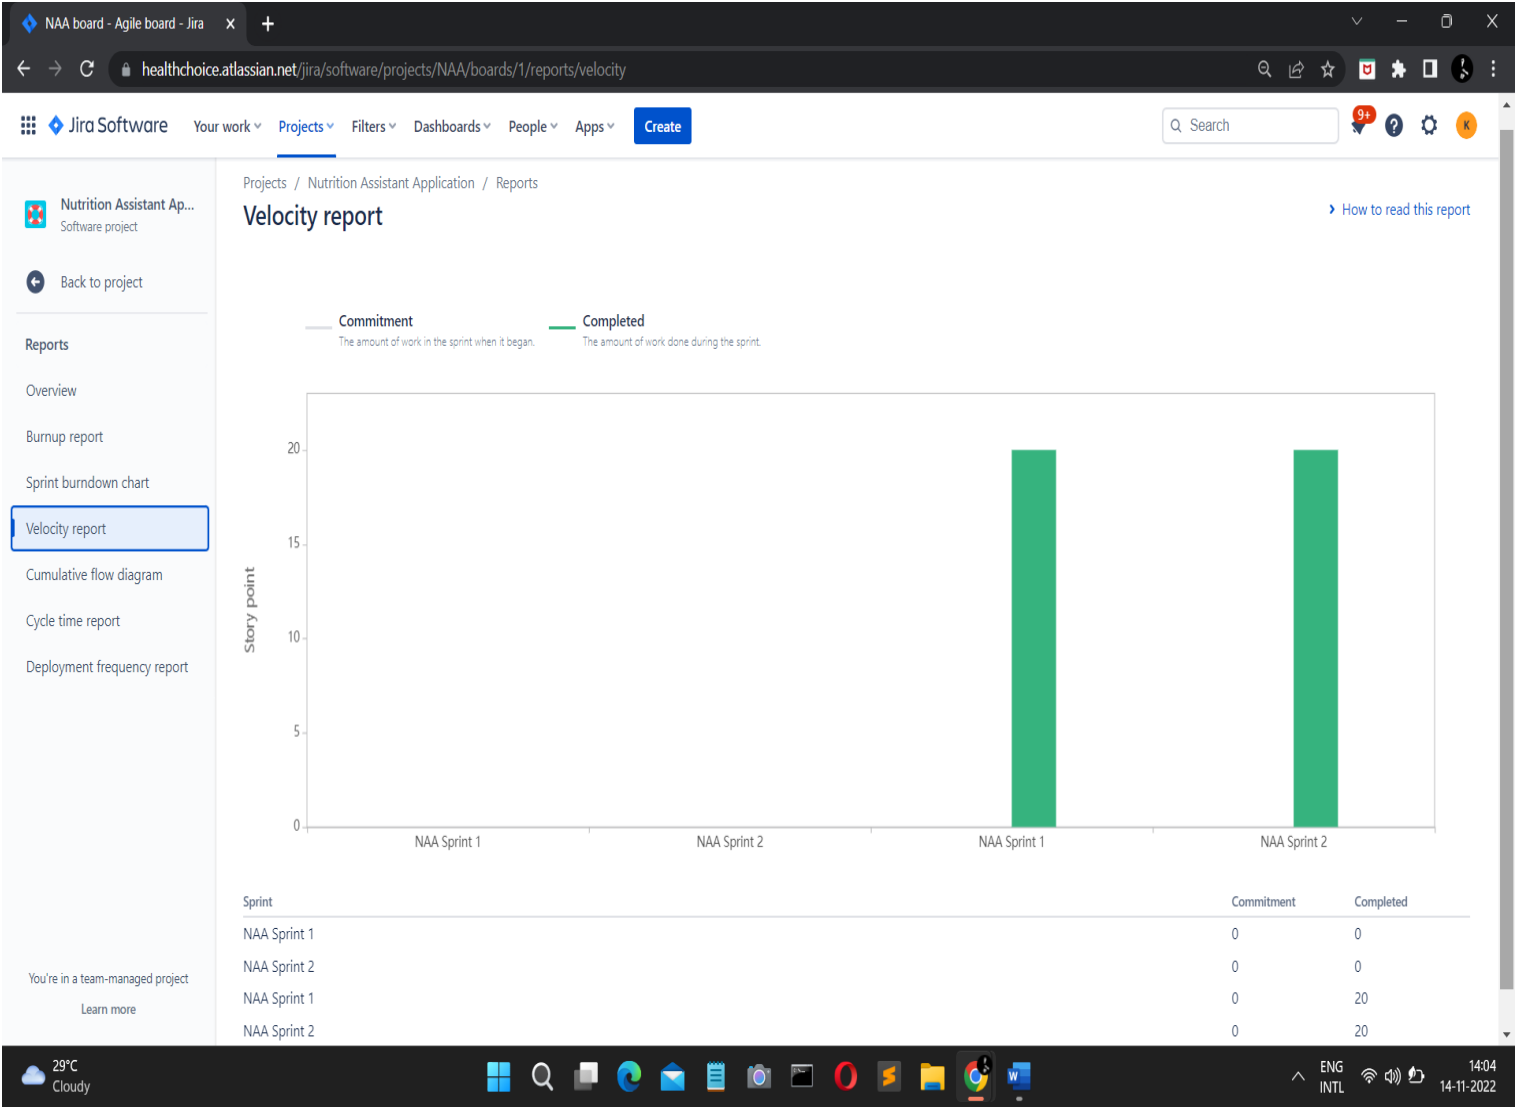 NAA board - Agile board - Jira
healthchoice.atlassian.net/jira/software/projects/NAA/boards/1/reports/velocity
Jira Software Your work Projects Filters Dashboards People Apps Create Search 9+ K
Nutrition Assistant Ap...
Software project
Back to project
Reports
Overview
Burnup report
Sprint burndown chart
Velocity report
Cumulative flow diagram
Cycle time report
Deployment frequency report
You're in a team-managed project
Learn more
Projects / Nutrition Assistant Application / Reports
Velocity report
How to read this report
Commitment
The amount of work in the sprint when it began.
Completed
The amount of work done during the sprint.
Story point
20
15
10
5
0
NAA Sprint 1 NAA Sprint 2 NAA Sprint 1 NAA Sprint 2
Sprint Commitment Completed
NAA Sprint 1 0 0
NAA Sprint 2 0 0
NAA Sprint 1 0 20
NAA Sprint 2 0 20
29°C
Cloudy
ENG
INTL
14:04
14-11-2022